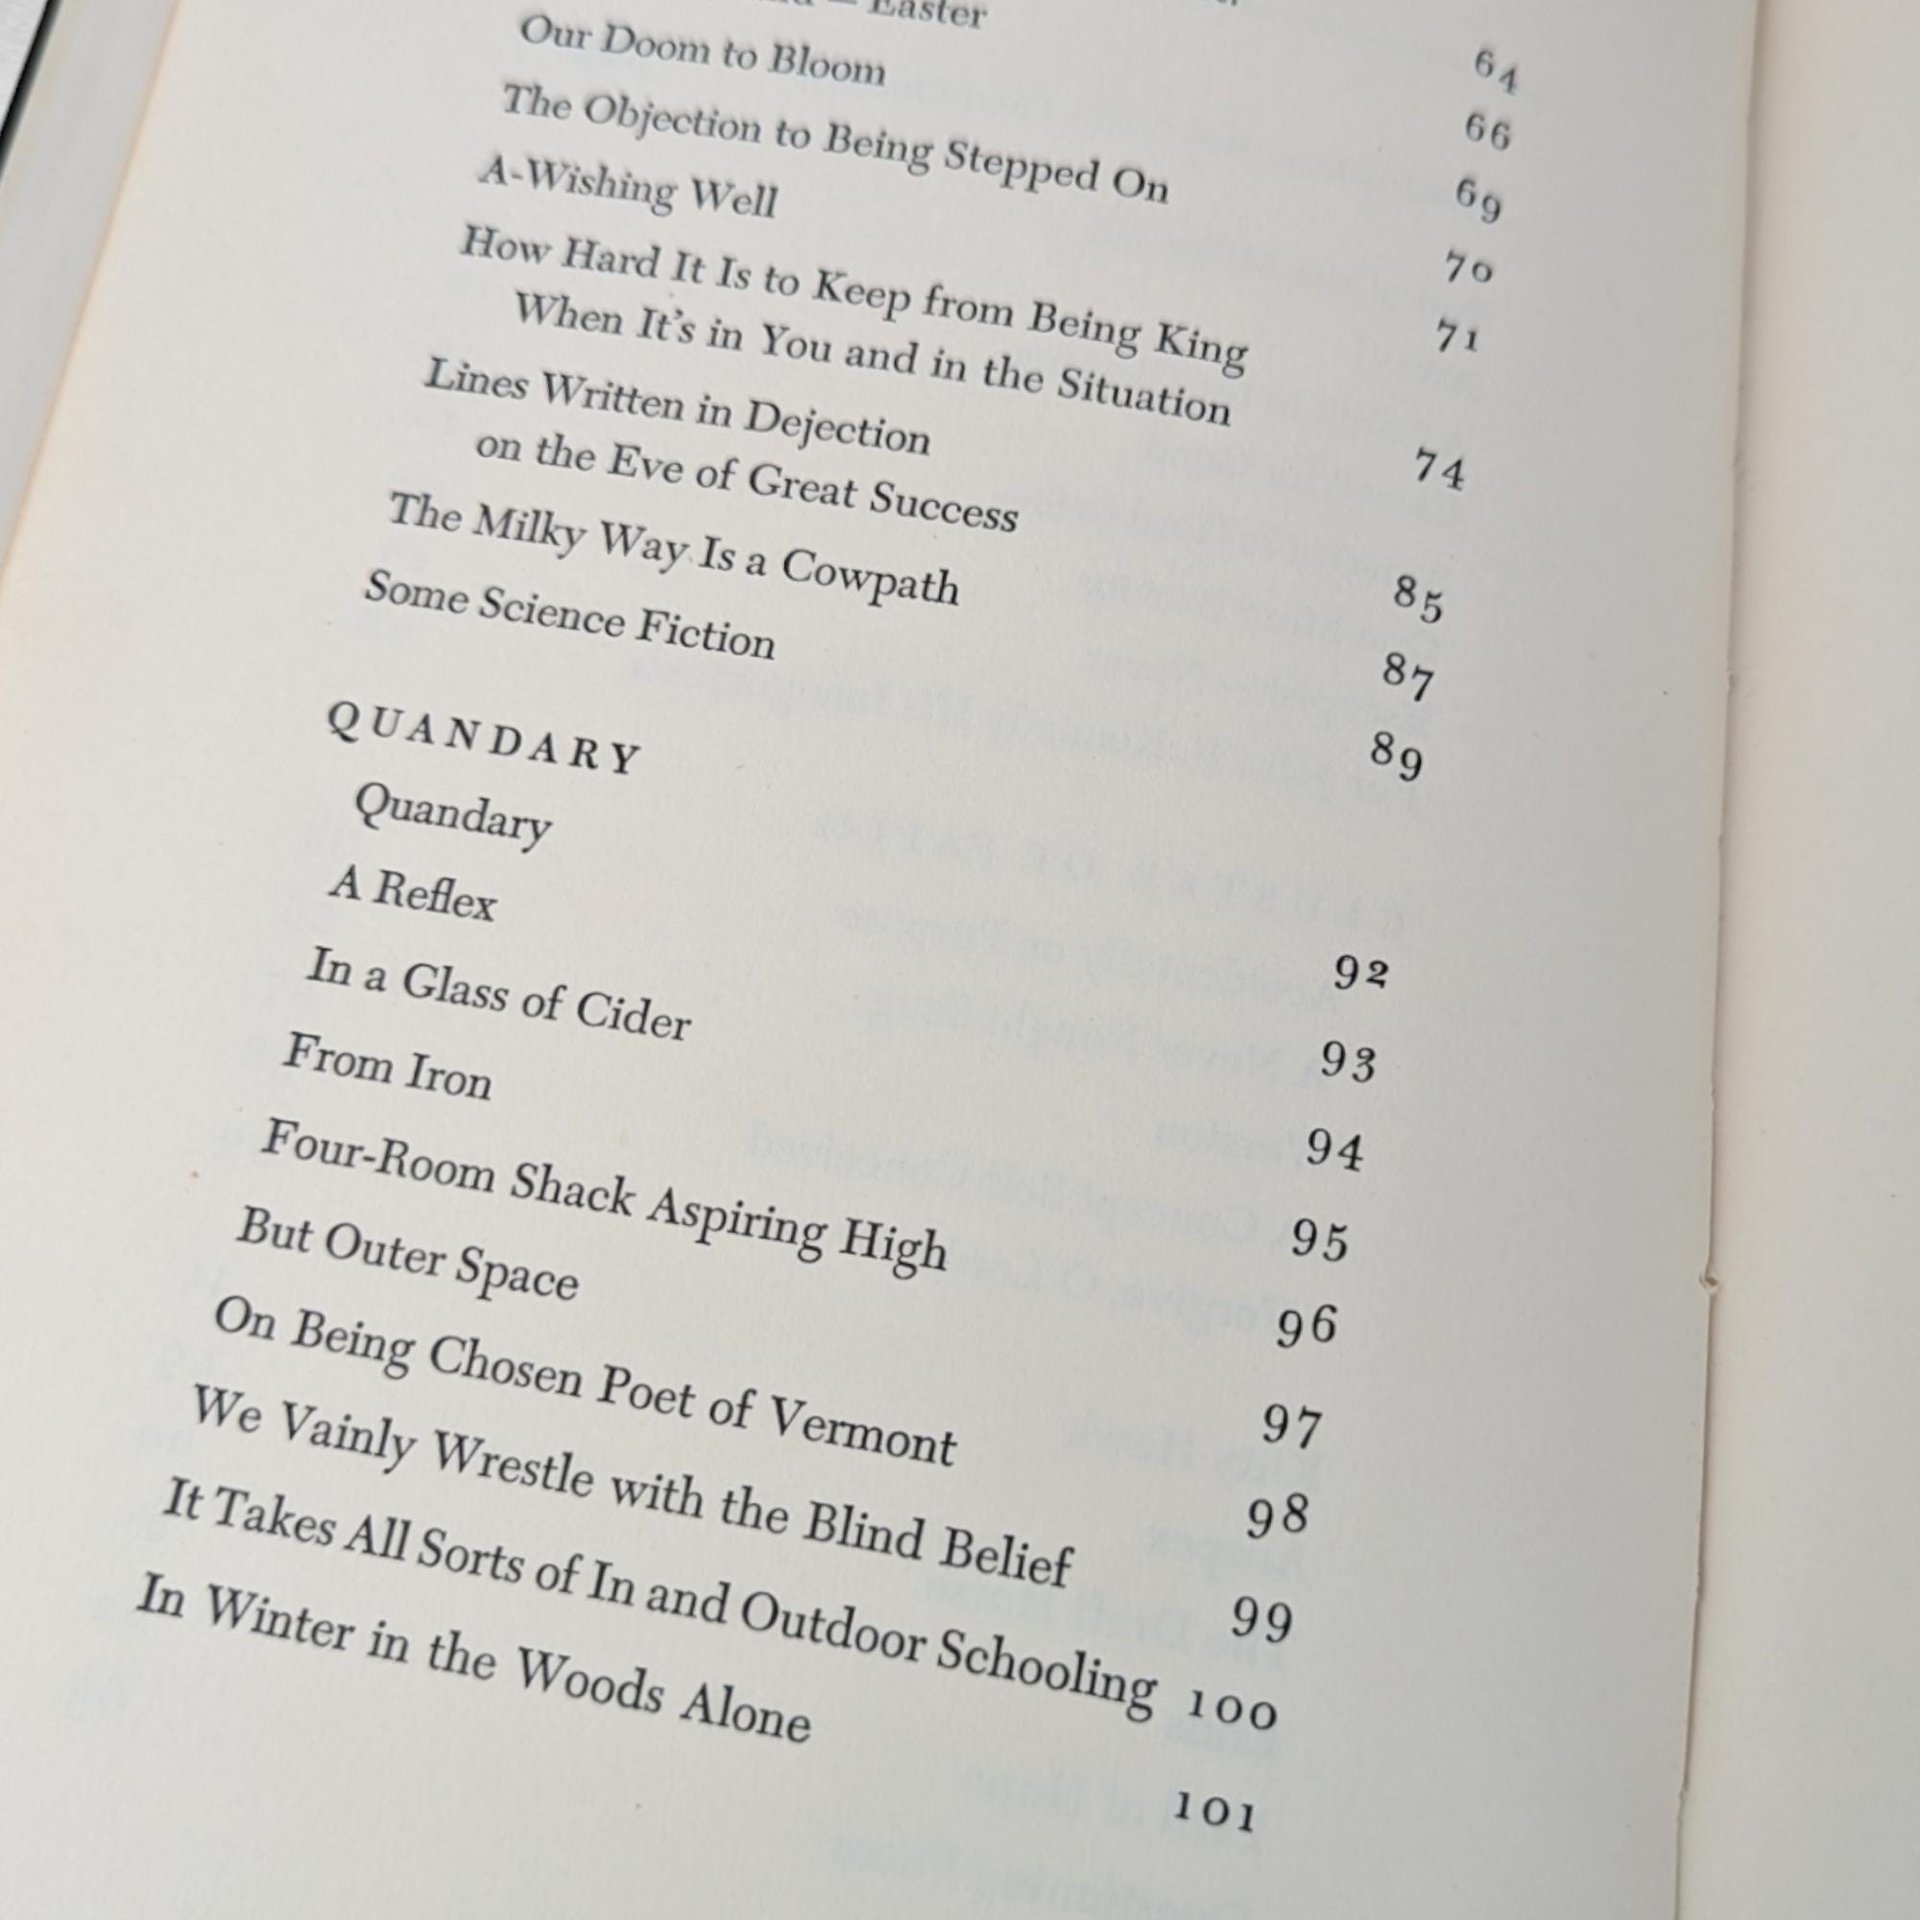 64
— Easter 66
Our Doom to Bloom 69
The Objection to Being Stepped On 70
A-Wishing Well 71
How Hard It Is to Keep from Being King
When It's in You and in the Situation 74
Lines Written in Dejection
on the Eve of Great Success 85
The Milky Way Is a Cowpath 87
Some Science Fiction 89
QUANDARY
Quandary 92
A Reflex 93
In a Glass of Cider 94
From Iron 95
Four-Room Shack Aspiring High 96
But Outer Space 97
On Being Chosen Poet of Vermont 98
We Vainly Wrestle with the Blind Belief 99
It Takes All Sorts of In and Outdoor Schooling 100
In Winter in the Woods Alone 101